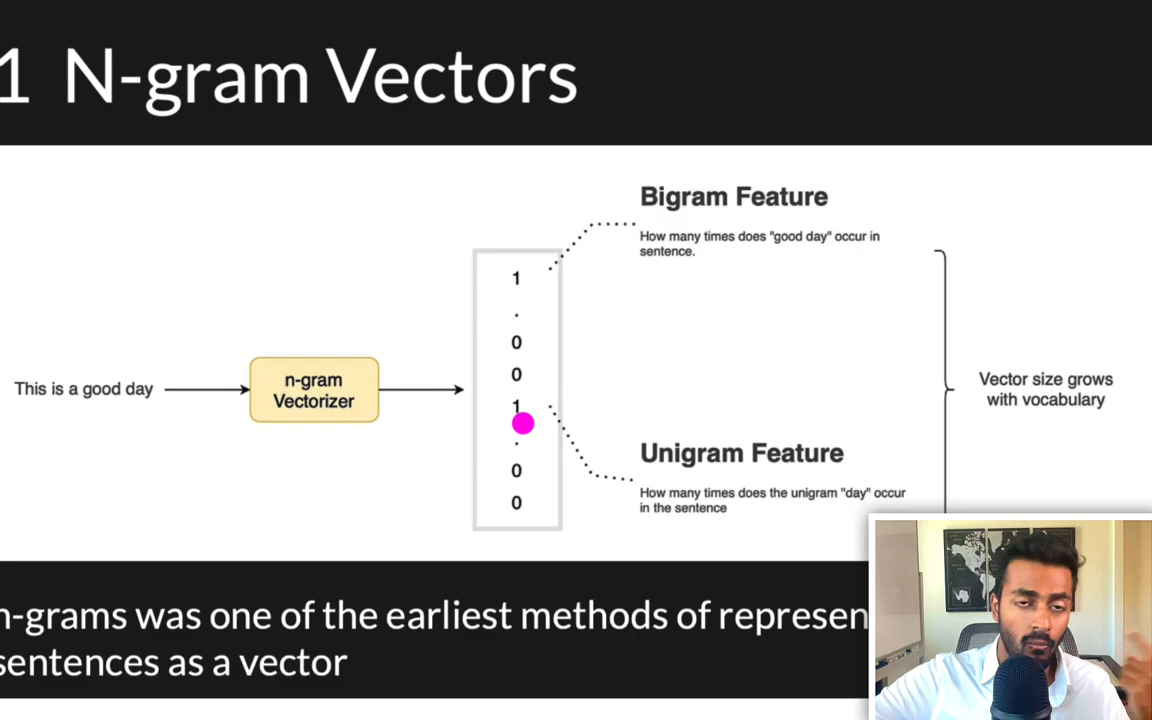 1 N-gram Vectors
Bigram Feature
How many times does "good day" occur in
sentence.
1
.
0
0
1
.
0
0
This is a good day
n-gram
Vectorizer
Vector size grows
with vocabulary
Unigram Feature
How many times does the unigram "day" occur
in the sentence
n-grams was one of the earliest methods of represen
sentences as a vector